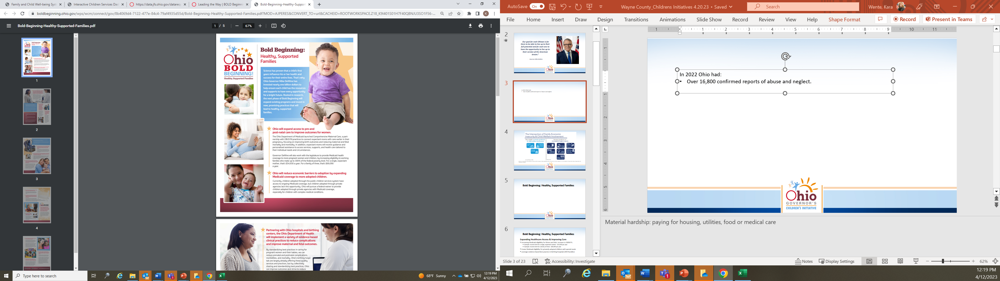 Family and Child Well-being Syst
Interactive Children Services Das
https://data.jfs.ohio.gov/datareq
Leading the Way | BOLD Beginnin
Bold-Beginning-Healthy-Support
boldbeginning.ohio.gov/wps/wcm/connect/gov/8b4069d4-7122-477e-84c4-79af4935d55d/Bold-Beginning-Healthy-Supported-Families.pdf?MOD=AJPERES&CONVERT_TO=url&CACHEID=ROOTWORKSPACE.Z18_K9I401S01H7F40QBNJU3SO1F56-...
K
Bold-Beginning-Healthy-Supported-Families.pdf
1 / 5
67%
1
2
3
4
Ohio
BOLD
BEGINNING!
Healthy, Supported Families
Bold Beginning:
Healthy, Supported
Families
Science has proven that a child's first
years influence his or her health and
success for their entire lives. That's why
Ohio Governor Mike DeWine has
invested nearly one billion dollars to
help ensure each child has the resources
and supports to have every opportunity
for a bright future. Rooted in research,
the next phase of Bold Beginning will
expand existing programs and invest in
new, promising practices that will
lead to healthy, supported
families.
Ohio will expand access to pre-and
post-natal care to improve outcomes for women.
The Ohio Department of Medicaid launched Comprehensive Maternal Care, a part-
nership with OB/GYN practices to connect expectant moms with care earlier in their
pregnancy, focusing on improving birth outcomes and reducing maternal and fetal
mortality and morbidity. In addition, expectant moms will receive guidance and
personalized assistance to access services, supports, and health care tailored to
their individual needs and circumstances.
Governor DeWine will also work with the legislature to provide Medicaid health
coverage to more pregnant women and children, by increasing eligibility to working
families who make up to 300% of the federal poverty level. For a single, expectant
mother, that's $54,930 a year. For a family of three, that's $69,090
a year.
Ohio will reduce economic barriers to adoption by expanding
Medicaid coverage to more adopted children.
Currently, children adopted through the public children services system have
access to ongoing Medicaid coverage, but children adopted through private
agencies lack this opportunity. Ohio will pursue a federal waiver to provide
children adopted through private agencies with Medicaid coverage,
especially for children with complex medical conditions.
Partnering with Ohio hospitals and birthing
centers, the Ohio Department of Health
will implement a variety of evidence-based
clinical practices to reduce complications
and improve maternal and fetal outcomes.
By standardizing best practices in caring for
pregnant women and their babies, we can
reduce prenatal and postnatal complications,
morbidities, and mortality. Ohio's birthing hospi-
tals are largely already offering these quality
services and practices, but by collectively
sharing and standardizing best practices, Ohio
can improve outcomes and strive to reduce
Type here to search
68°F Sunny
12:19 PM
4/12/2023
AutoSave On
Wayne County_Childrens Initiatives 4.20.23 • Saved
Search
Wente, Kara
File Home Insert Draw Design Transitions Animations Slide Show Record Review View Help Shape Format
Record
Present in Teams
2
Our goal for each Ohioan is for
them to be able to live up to their
full potential and for each one to
have the opportunity to live up to
their version of the American
dream."
Governor Mike DeWine
3
In 2022 Ohio had:
• Over 16,800 confirmed reports of abuse and neglect.
4
The Intersection of Family Economic
Insecurity & Child Welfare Involvement
5
Bold Beginning: Healthy, Supported Families
6
Bold Beginning: Healthy, Supported Families
Expanding Healthcare Access & Improving Care
In 2022 Ohio had:
• Over 16,800 confirmed reports of abuse and neglect.
Ohio
GOVERNOR'S
CHILDREN'S INITIATIVE
Material hardship: paying for housing, utilities, food or medical care
Slide 3 of 23
Accessibility: Investigate
Notes
Display Settings
62%
12:19 PM
4/12/2023